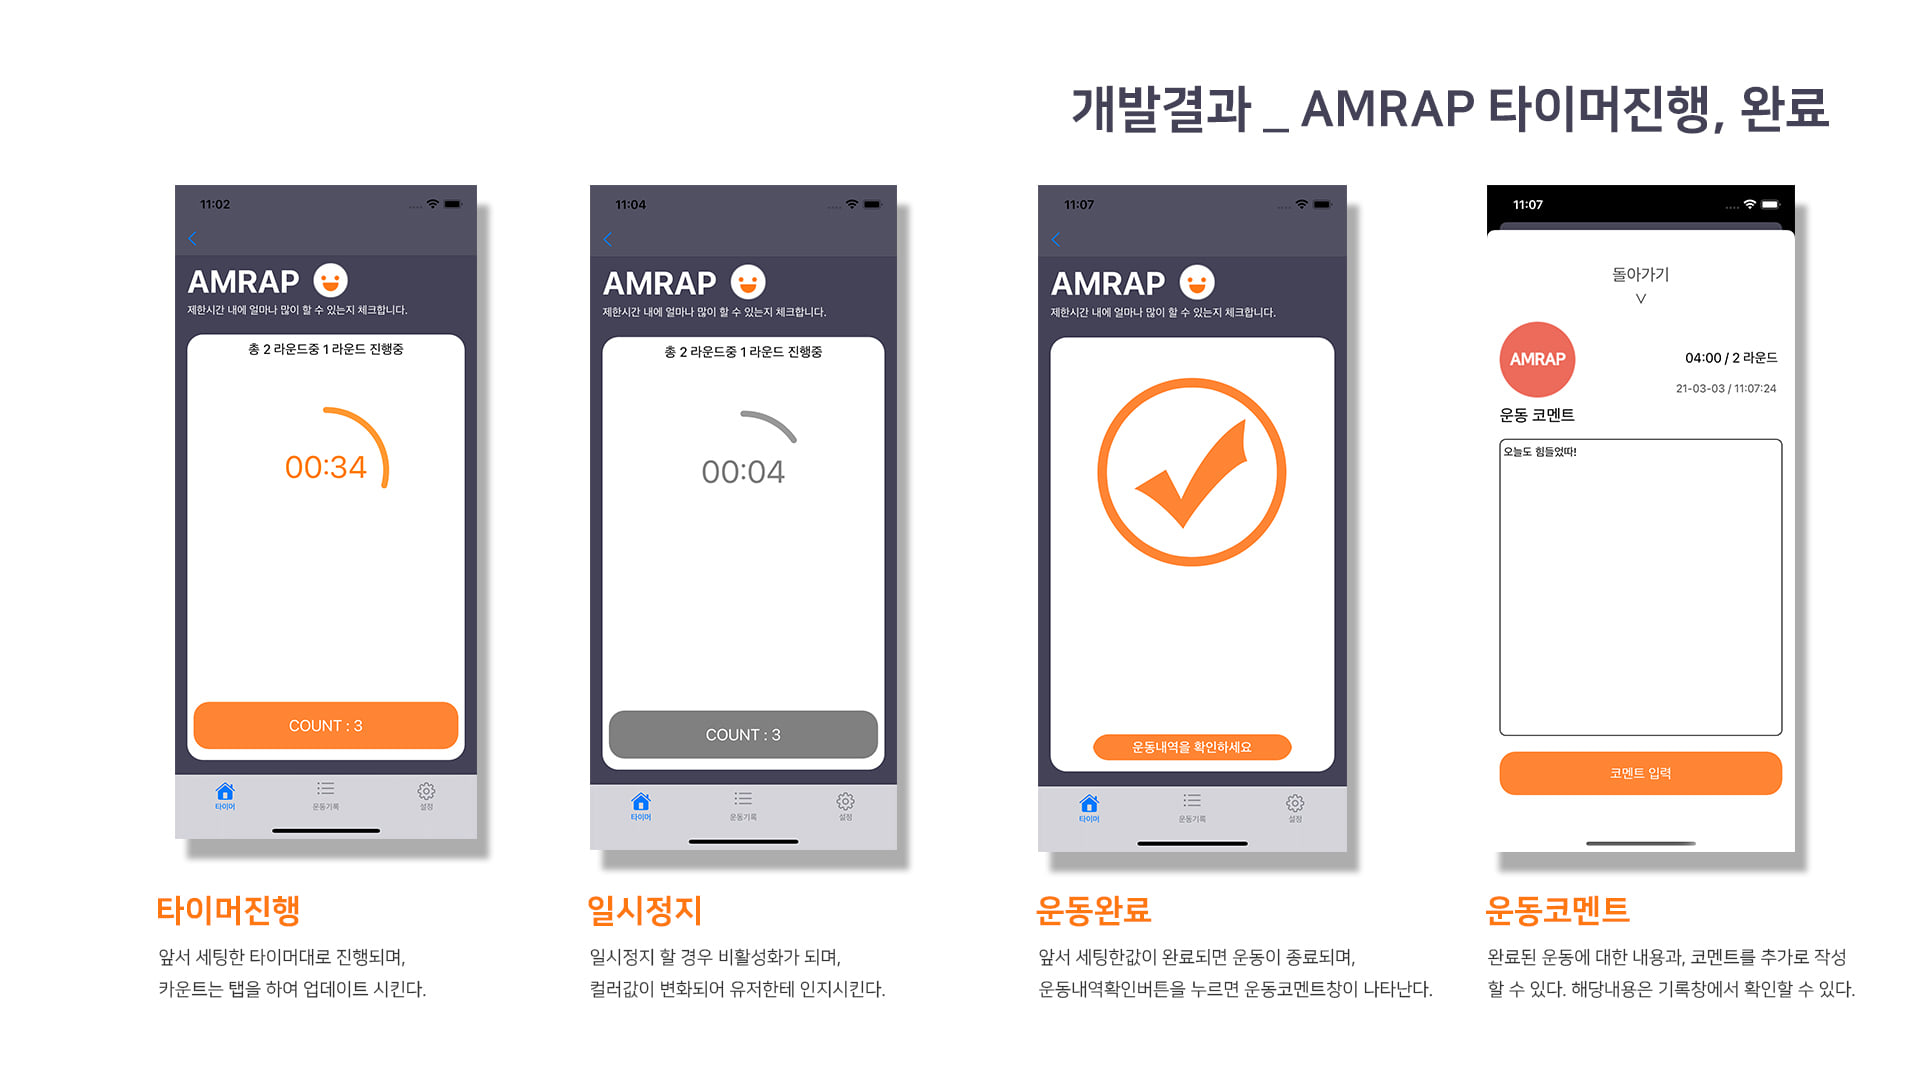 개발결과 _ AMRAP 타이머진행, 완료
11:02
AMRAP
제한시간 내에 얼마나 많이 할 수 있는지 체크합니다.
총 2 라운드중 1 라운드 진행중
00:34
COUNT : 3
타이머
운동기록
설정
타이머진행
앞서 세팅한 타이머대로 진행되며,
카운트는 탭을 하여 업데이트 시킨다.
11:04
AMRAP
제한시간 내에 얼마나 많이 할 수 있는지 체크합니다.
총 2 라운드중 1 라운드 진행중
00:04
COUNT : 3
타이머
운동기록
설정
일시정지
일시정지 할 경우 비활성화가 되며,
컬러값이 변화되어 유저한테 인지시킨다.
11:07
AMRAP
제한시간 내에 얼마나 많이 할 수 있는지 체크합니다.
운동내역을 확인하세요
타이머
운동기록
설정
운동완료
앞서 세팅한값이 완료되면 운동이 종료되며,
운동내역확인버튼을 누르면 운동코멘트창이 나타난다.
11:07
돌아가기
AMRAP
04:00 / 2 라운드
21-03-03 / 11:07:24
운동 코멘트
오늘도 힘들었따!
코멘트 입력
운동코멘트
완료된 운동에 대한 내용과, 코멘트를 추가로 작성
할 수 있다. 해당내용은 기록창에서 확인할 수 있다.